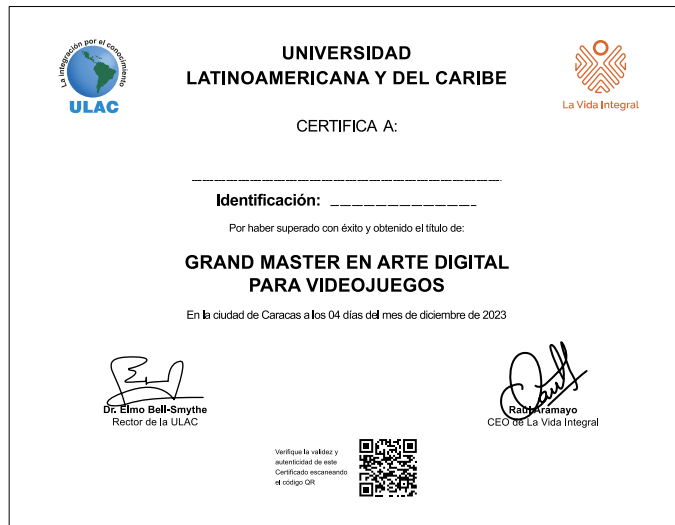 La integración por el conocimiento
ULAC
UNIVERSIDAD
LATINOAMERICANA Y DEL CARIBE
La Vida Integral
CERTIFICA A:
Identificación:
Por haber superado con éxito y obtenido el título de:
GRAND MASTER EN ARTE DIGITAL
PARA VIDEOJUEGOS
En la ciudad de Caracas a los 04 días del mes de diciembre de 2023
Dr. Elmo Bell-Smythe
Rector de la ULAC
Raúl Aramayo
CEO de La Vida Integral
Verifique la validez y
autenticidad de este
Certificado escaneando
el código QR